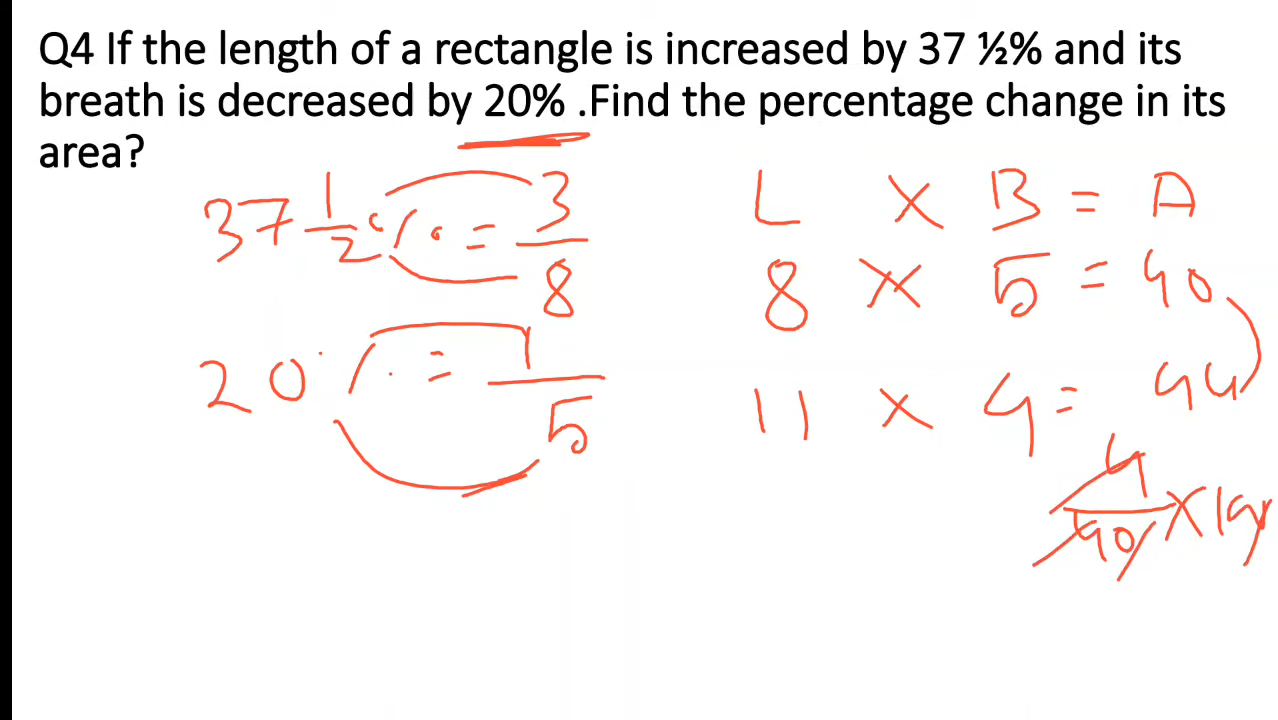 Q4 If the length of a rectangle is increased by 37 ½% and its
breath is decreased by 20% .Find the percentage change in its
area?
37 1/2 % = 3/8
L × B = A
8 × 5 = 40
20 % = 1/5
11 × 4 = 44
4/40 ×